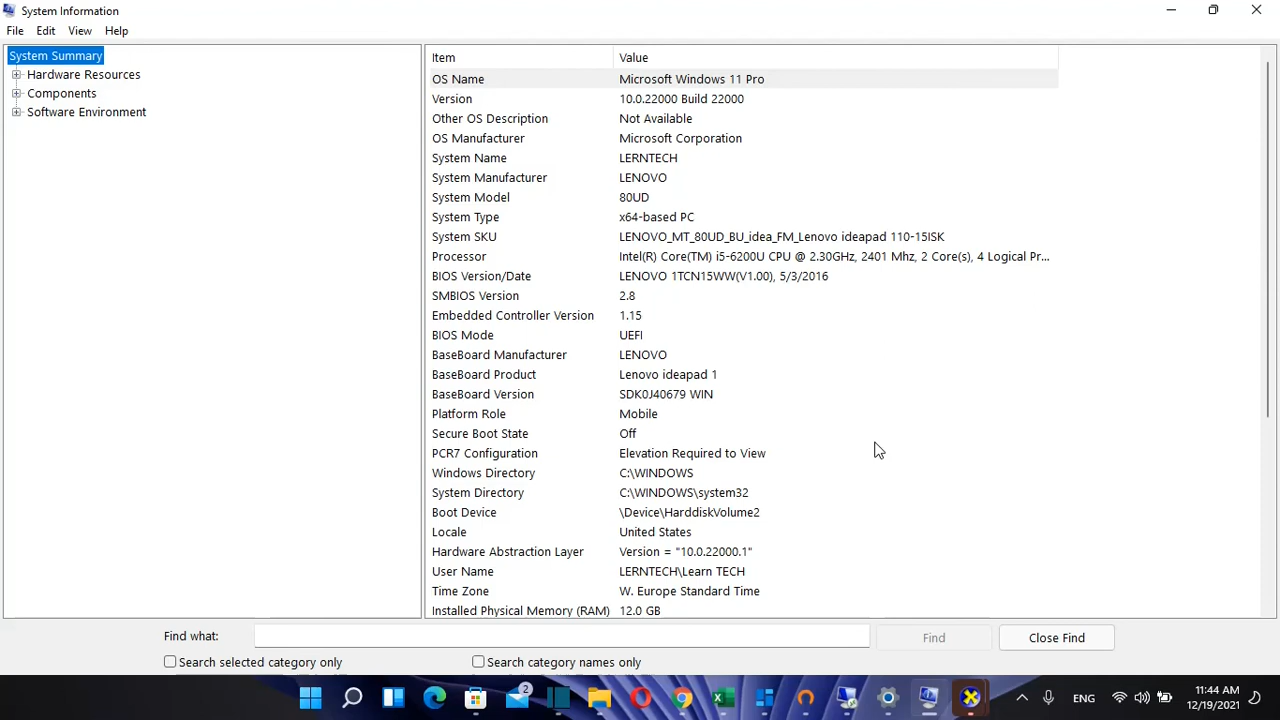 System Information
File Edit View Help
System Summary
Hardware Resources
Components
Software Environment
Item Value
OS Name Microsoft Windows 11 Pro
Version 10.0.22000 Build 22000
Other OS Description Not Available
OS Manufacturer Microsoft Corporation
System Name LERNTECH
System Manufacturer LENOVO
System Model 80UD
System Type x64-based PC
System SKU LENOVO_MT_80UD_BU_idea_FM_Lenovo ideapad 110-15ISK
Processor Intel(R) Core(TM) i5-6200U CPU @ 2.30GHz, 2401 Mhz, 2 Core(s), 4 Logical Pr...
BIOS Version/Date LENOVO 1TCN15WW(V1.00), 5/3/2016
SMBIOS Version 2.8
Embedded Controller Version 1.15
BIOS Mode UEFI
BaseBoard Manufacturer LENOVO
BaseBoard Product Lenovo ideapad 1
BaseBoard Version SDK0J40679 WIN
Platform Role Mobile
Secure Boot State Off
PCR7 Configuration Elevation Required to View
Windows Directory C:\WINDOWS
System Directory C:\WINDOWS\system32
Boot Device \Device\HarddiskVolume2
Locale United States
Hardware Abstraction Layer Version = "10.0.22000.1"
User Name LERNTECH\Learn TECH
Time Zone W. Europe Standard Time
Installed Physical Memory (RAM) 12.0 GB
Find what: Find Close Find
Search selected category only Search category names only
2 ENG 11:44 AM
12/19/2021